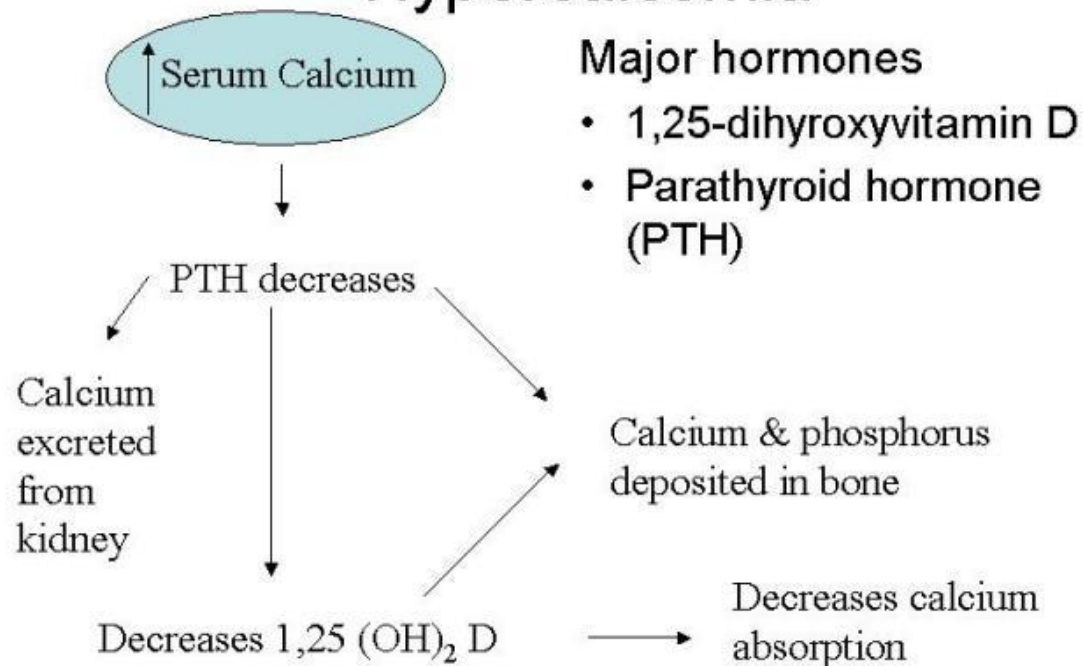 Serum Calcium
Major hormones
• 1,25-dihyroxyvitamin D
• Parathyroid hormone
(PTH)
PTH decreases
Calcium
excreted
from
kidney
Calcium & phosphorus
deposited in bone
Decreases 1,25 (OH)₂ D
Decreases calcium
absorption